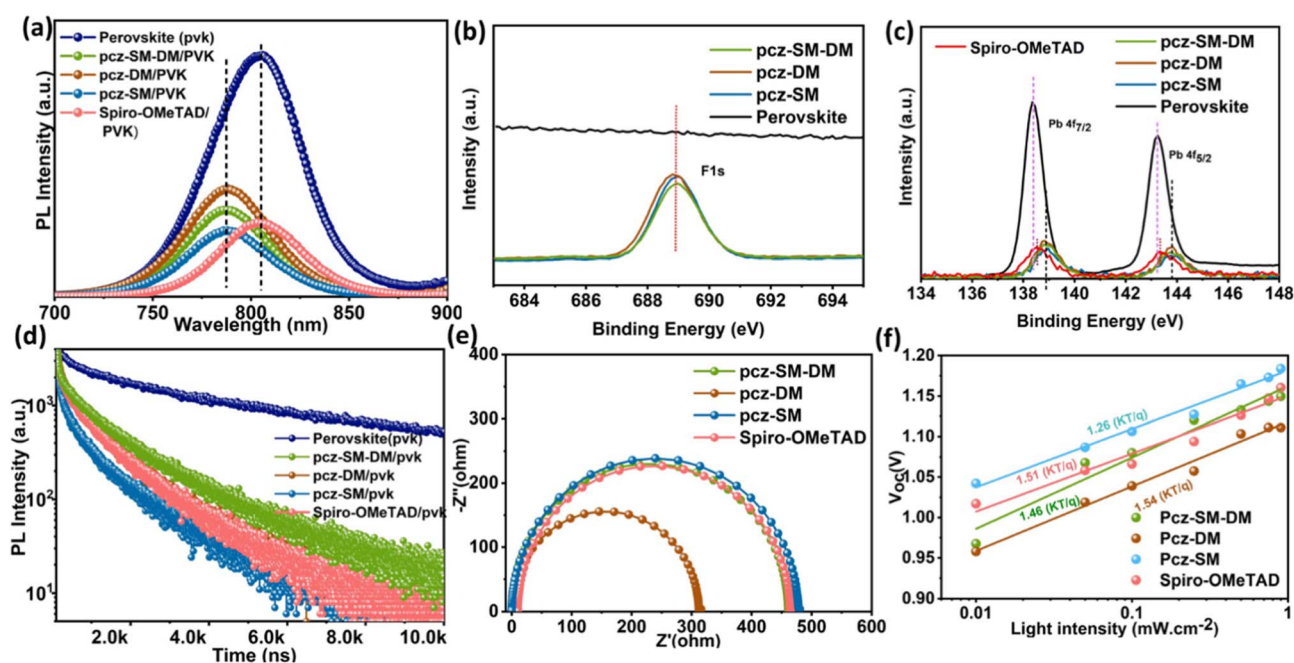 (a)
Perovskite (pvk)
pcz-SM-DM/PVK
pcz-DM/PVK
pcz-SM/PVK
Spiro-OMeTAD/
PVK)
PL Intensity (a.u.)
700 750 800 850 900
Wavelength (nm)
(b)
pcz-SM-DM
pcz-DM
pcz-SM
Perovskite
F1s
Intensity (a.u.)
684 686 688 690 692 694
Binding Energy (eV)
(c)
Spiro-OMeTAD
pcz-SM-DM
pcz-DM
pcz-SM
Perovskite
Pb 4f7/2
Pb 4f5/2
Intensity (a.u.)
134 136 138 140 142 144 146 148
Binding Energy (eV)
(d)
PL Intensity (a.u.)
10³
10²
10¹
Perovskite(pvk)
pcz-SM-DM/pvk
pcz-DM/pvk
pcz-SM/pvk
Spiro-OMeTAD/pvk
2.0k 4.0k 6.0k 8.0k 10.0k
Time (ns)
(e)
-Z"(ohm)
400
300
200
100
0
pcz-SM-DM
pcz-DM
pcz-SM
Spiro-OMeTAD
0 100 200 300 400 500 600
Z'(ohm)
(f)
VOC(V)
1.20
1.15
1.10
1.05
1.00
0.95
0.90
1.26 (KT/q)
1.51 (KT/q)
1.46 (KT/q)
1.54 (KT/q)
Pcz-SM-DM
Pcz-DM
Pcz-SM
Spiro-OMeTAD
0.01 0.1 1
Light intensity (mW.cm-2)